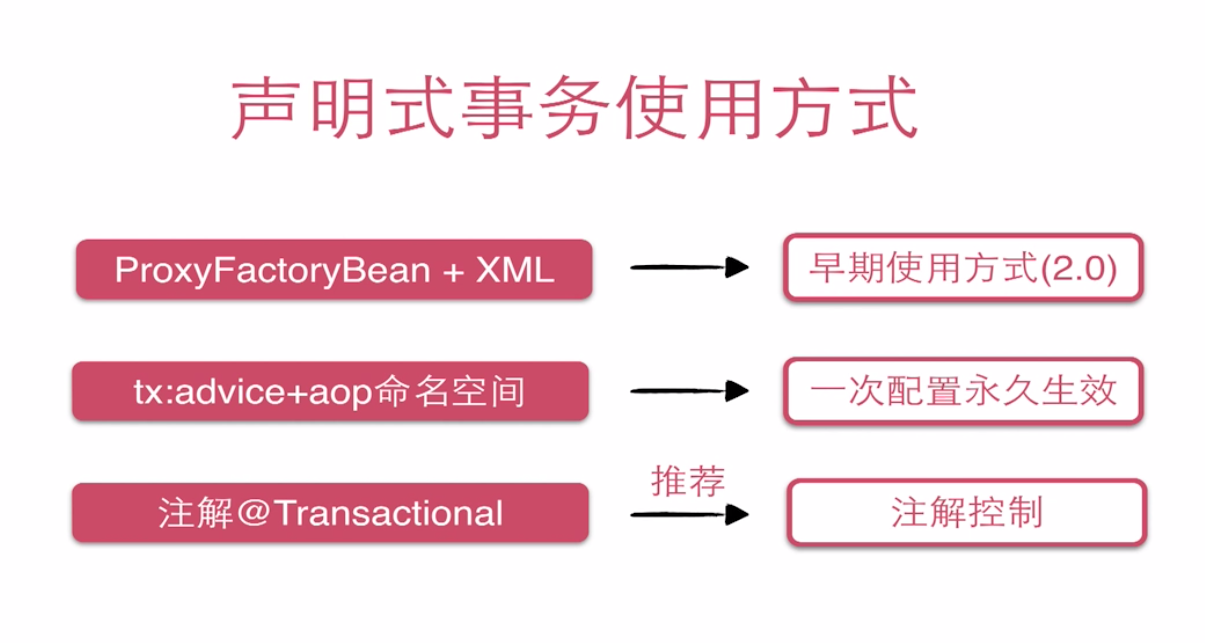 声明式事务使用方式
ProxyFactoryBean + XML
早期使用方式(2.0)
tx:advice+aop命名空间
一次配置永久生效
注解@Transactional
推荐
注解控制